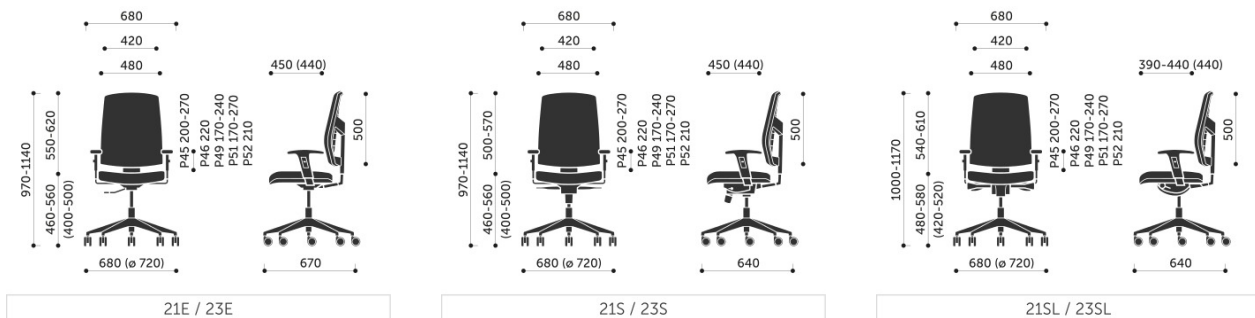 680
420
480
450 (440)
970-1140
550-620
460-560
(400-500)
P45 200-270
P46 220
P49 170-240
P51 170-270
P52 210
500
680 (ø 720)
670
21E / 23E
680
420
480
450 (440)
970-1140
500-570
460-560
(400-500)
P45 200-270
P46 220
P49 170-240
P51 170-270
P52 210
500
680 (ø 720)
640
21S / 23S
680
420
480
390-440 (440)
1000-1170
540-610
480-580
(420-520)
P45 200-270
P46 220
P49 170-240
P51 170-270
P52 210
500
680 (ø 720)
640
21SL / 23SL